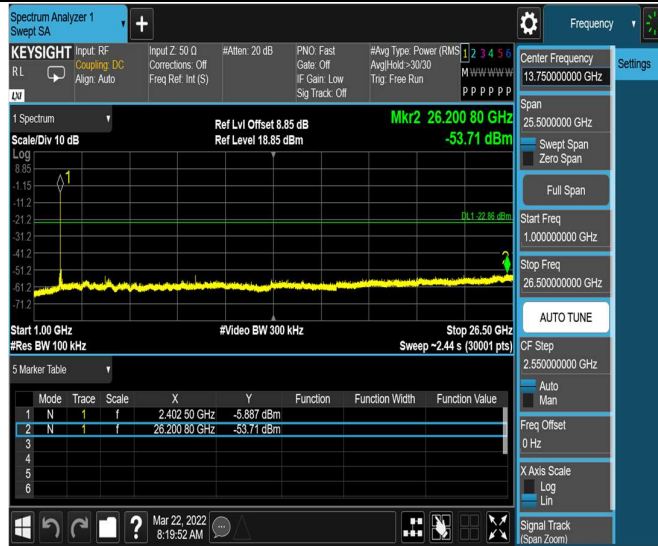 Spectrum Analyzer 1
Swept SA
+
Frequency
KEYSIGHT
RL
LXI
Input: RF
Coupling: DC
Align: Auto
Input Z: 50 Ω
Corrections: Off
Freq Ref: Int (S)
#Atten: 20 dB
PNO: Fast
Gate: Off
IF Gain: Low
Sig Track: Off
#Avg Type: Power (RMS
Avg|Hold:>30/30
Trig: Free Run
1 2 3 4 5 6
M W W W W W
P P P P P P
1 Spectrum
Scale/Div 10 dB
Ref Lvl Offset 8.85 dB
Ref Level 18.85 dBm
Mkr2 26.200 80 GHz
-53.71 dBm
Log
8.85
-1.15
-11.2
-21.2
-31.2
-41.2
-51.2
-61.2
-71.2
1
DL1 -22.86 dBm
2
Start 1.00 GHz
#Video BW 300 kHz
Stop 26.50 GHz
#Res BW 100 kHz
Sweep ~2.44 s (30001 pts)
5 Marker Table
Mode Trace Scale X Y Function Function Width Function Value
1 N 1 f 2.402 50 GHz -5.887 dBm
2 N 1 f 26.200 80 GHz -53.71 dBm
3
4
5
6
?
Mar 22, 2022
8:19:52 AM
Center Frequency
13.750000000 GHz
Settings
Span
25.5000000 GHz
Swept Span
Zero Span
Full Span
Start Freq
1.000000000 GHz
Stop Freq
26.500000000 GHz
AUTO TUNE
CF Step
2.550000000 GHz
Auto
Man
Freq Offset
0 Hz
X Axis Scale
Log
Lin
Signal Track
(Span Zoom)